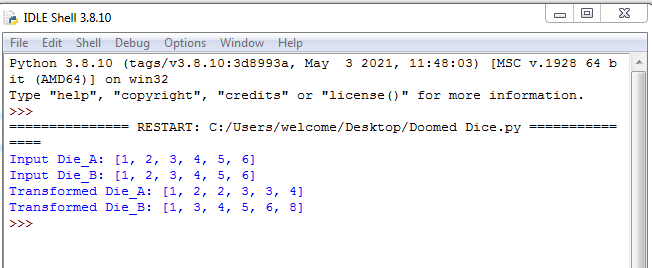 IDLE Shell 3.8.10
File Edit Shell Debug Options Window Help
Python 3.8.10 (tags/v3.8.10:3d8993a, May  3 2021, 11:48:03) [MSC v.1928 64 b
it (AMD64)] on win32
Type "help", "copyright", "credits" or "license()" for more information.
>>>
=============== RESTART: C:/Users/welcome/Desktop/Doomed Dice.py ============
====
Input Die_A: [1, 2, 3, 4, 5, 6]
Input Die_B: [1, 2, 3, 4, 5, 6]
Transformed Die_A: [1, 2, 2, 3, 3, 4]
Transformed Die_B: [1, 3, 4, 5, 6, 8]
>>>